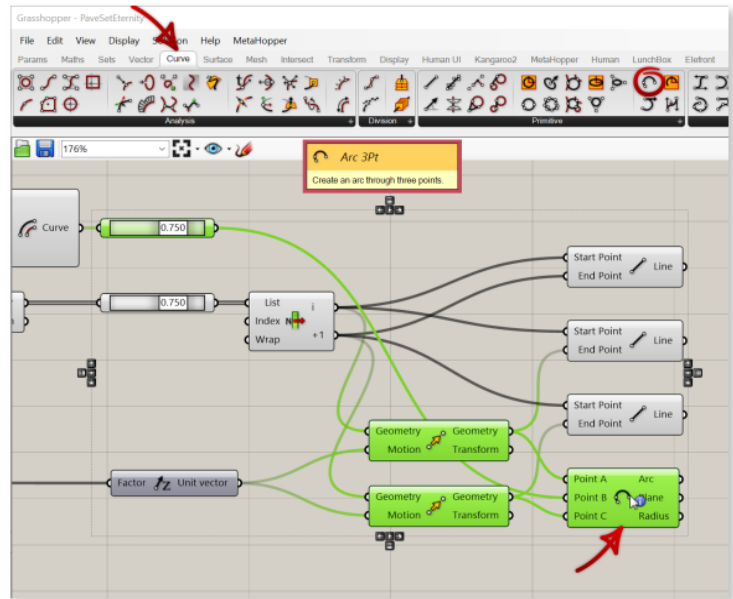 Grasshopper - PaveSetEternity
File Edit View Display Help MetaHopper
Params Maths Sets Vector Curve Surface Mesh Intersect Transform Display Human UI Kangaroo2 MetaHopper Human LunchBox Elefront
Analysis Division Primitive
176%
Arc 3Pt
Create an arc through three points.
Curve
0.750
Start Point
End Point
Line
0.750
List
Index
Wrap
i
+1
Start Point
End Point
Line
Start Point
End Point
Line
Geometry Geometry
Motion Transform
Factor Unit vector
Geometry Geometry
Motion Transform
Point A Arc
Point B
Point C Radius